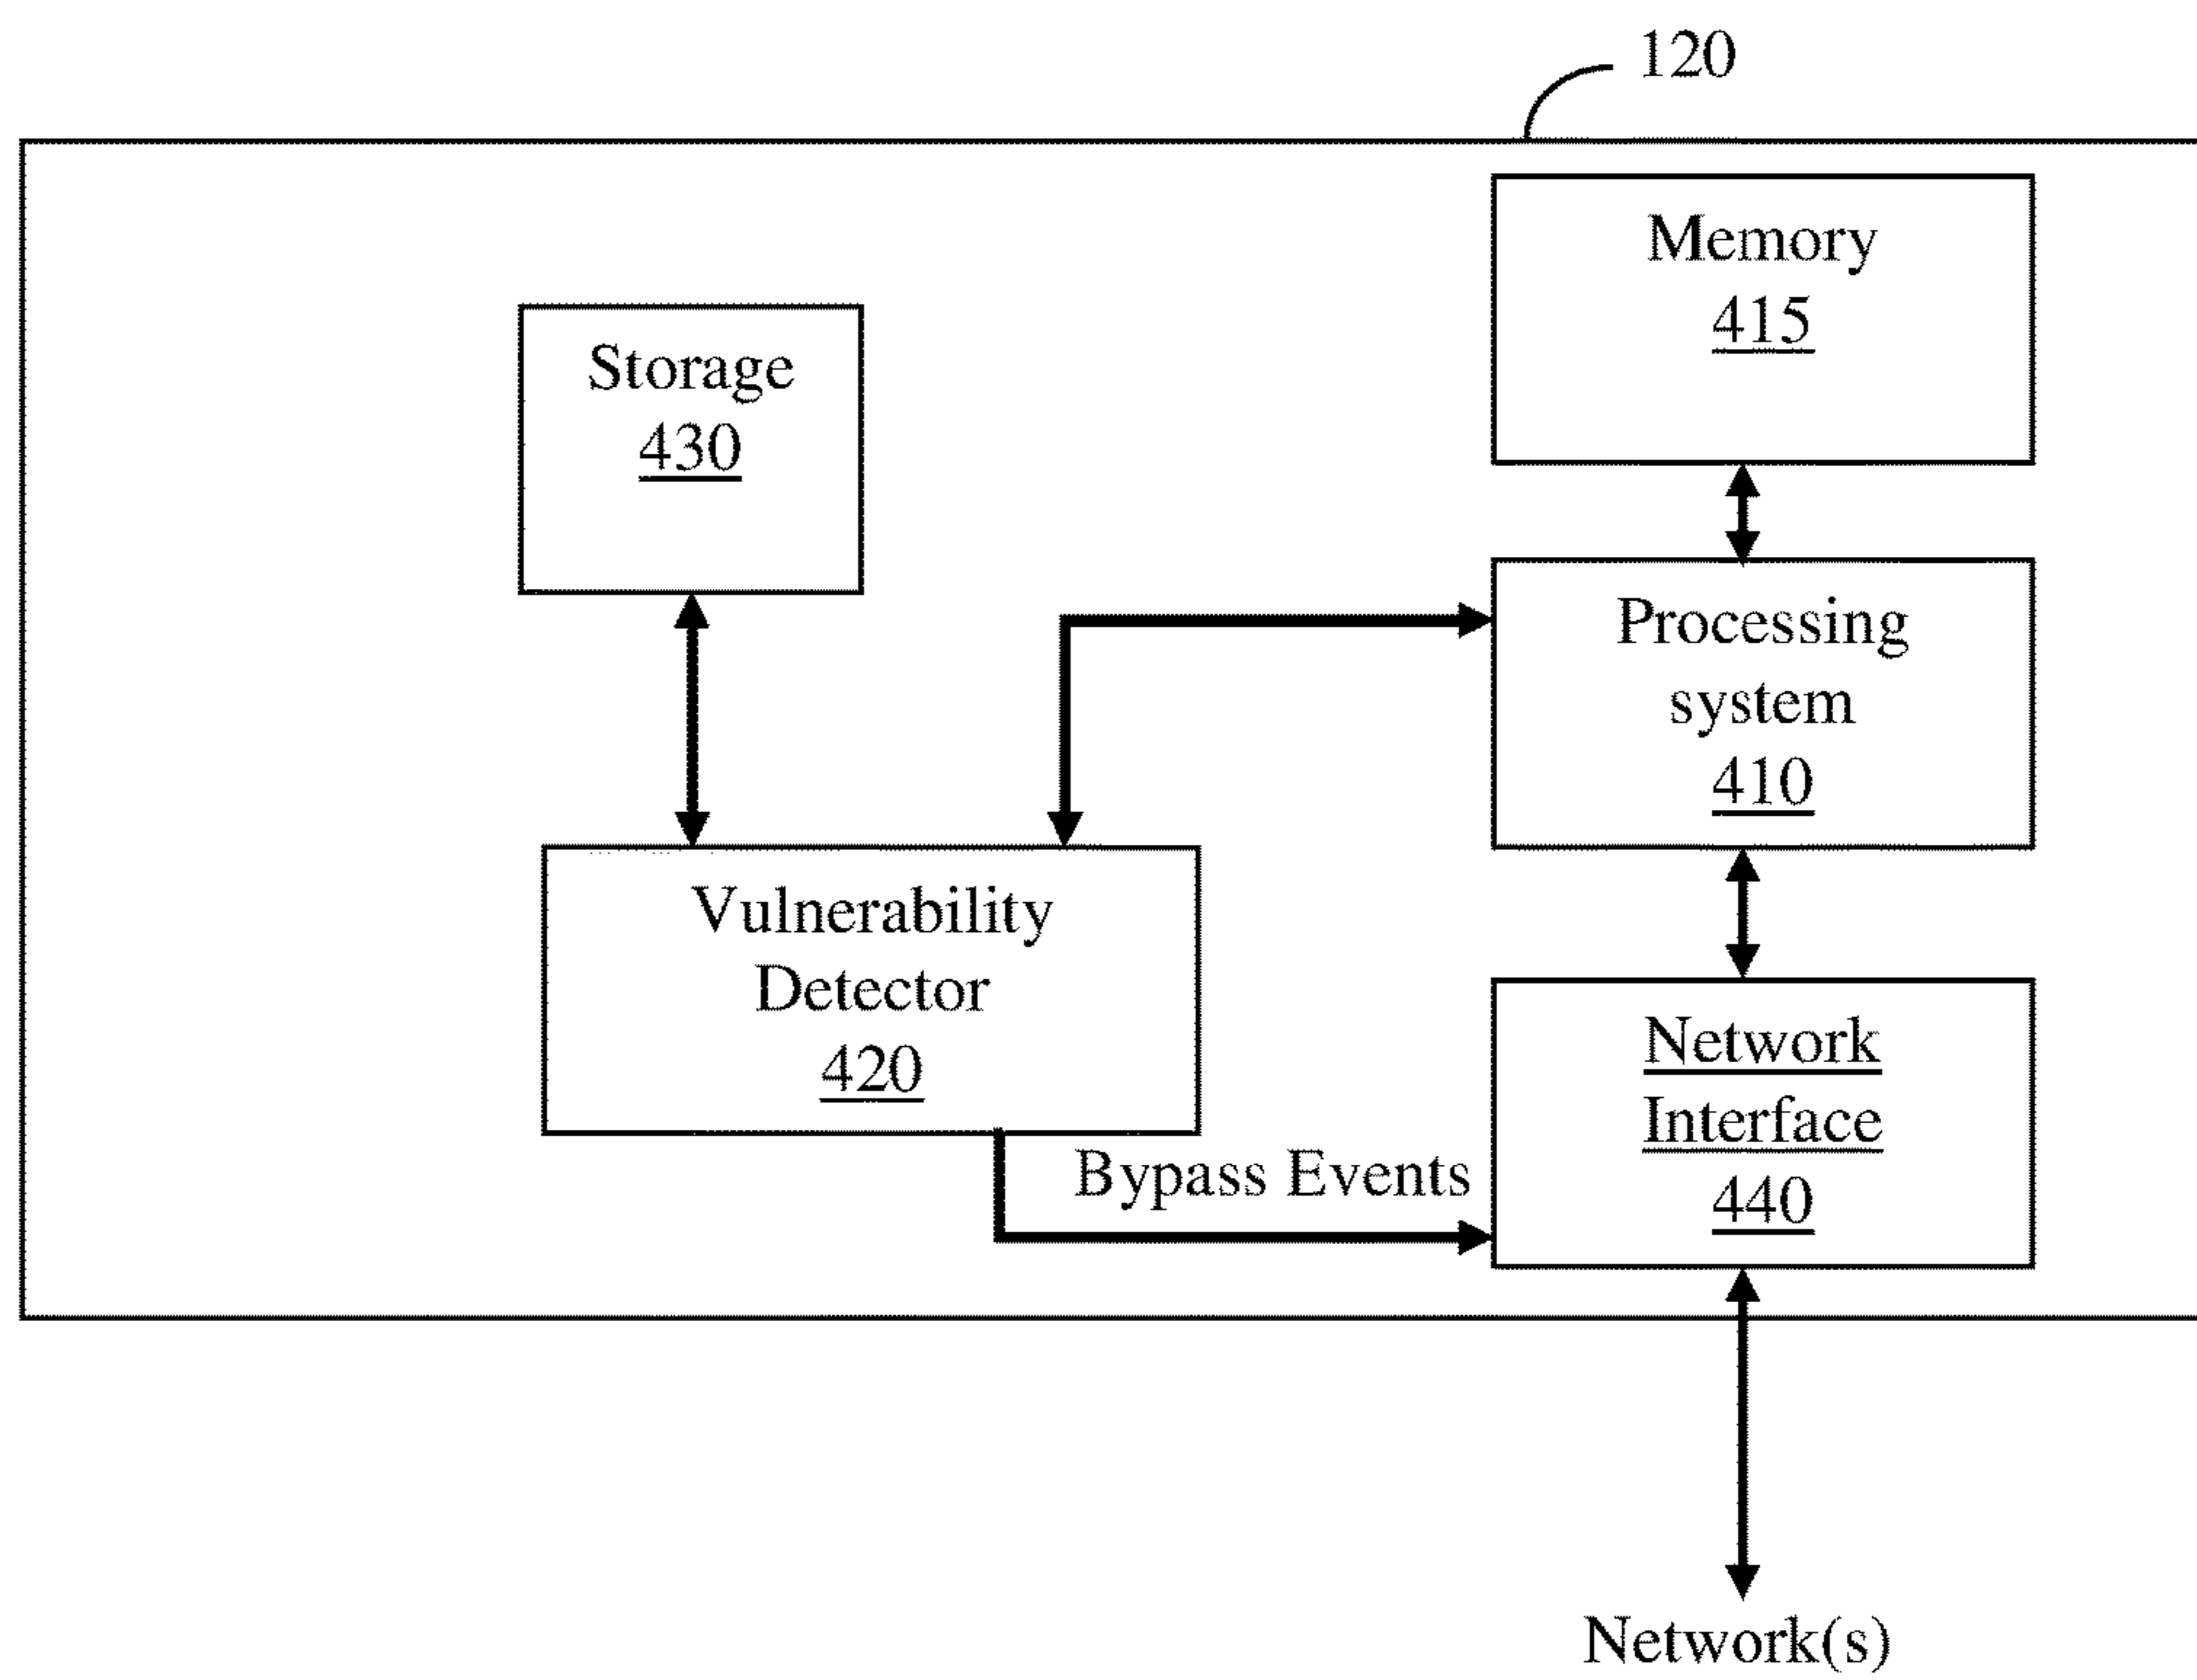 120
Memory
415
Storage
430
Processing
system
410
Vulnerability
Detector
420
Network
Interface
440
Bypass Events
Network(s)